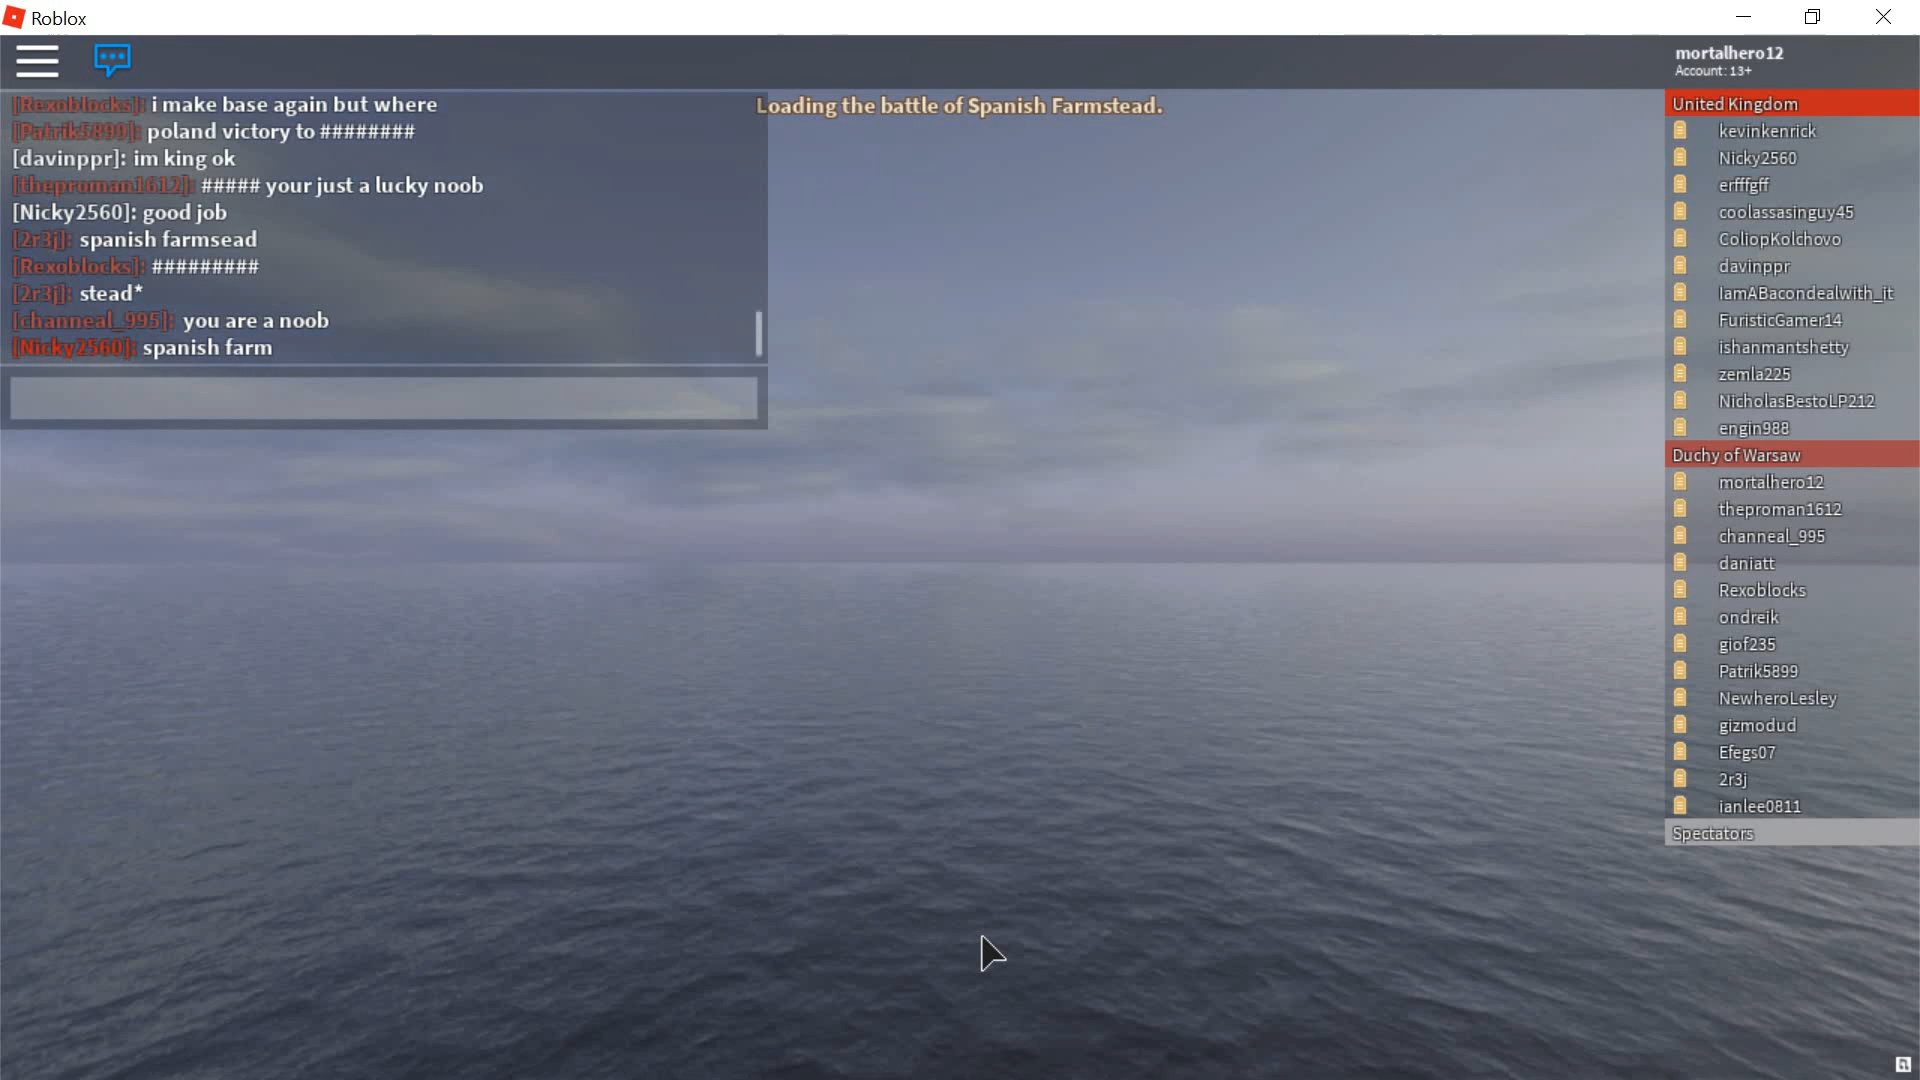 Roblox
mortalhero12
Account: 13+
[Rexoblocks]: i make base again but where
[Patrik5899]: poland victory to ########
[davinppr]: im king ok
[theproman1612]: ##### your just a lucky noob
[Nicky2560]: good job
[2r3j]: spanish farmsead
[Rexoblocks]: #########
[2r3j]: stead*
[channeal_995]: you are a noob
[Nicky2560]: spanish farm
Loading the battle of Spanish Farmstead.
United Kingdom
kevinkenrick
Nicky2560
erfffgff
coolassasinguy45
ColiopKolchovo
davinppr
IamABacondealwith_it
FuristicGamer14
ishanmantshetty
zemla225
NicholasBestoLP212
engin988
Duchy of Warsaw
mortalhero12
theproman1612
channeal_995
daniatt
Rexoblocks
ondreik
giof235
Patrik5899
NewheroLesley
gizmodud
Efegs07
2r3j
ianlee0811
Spectators